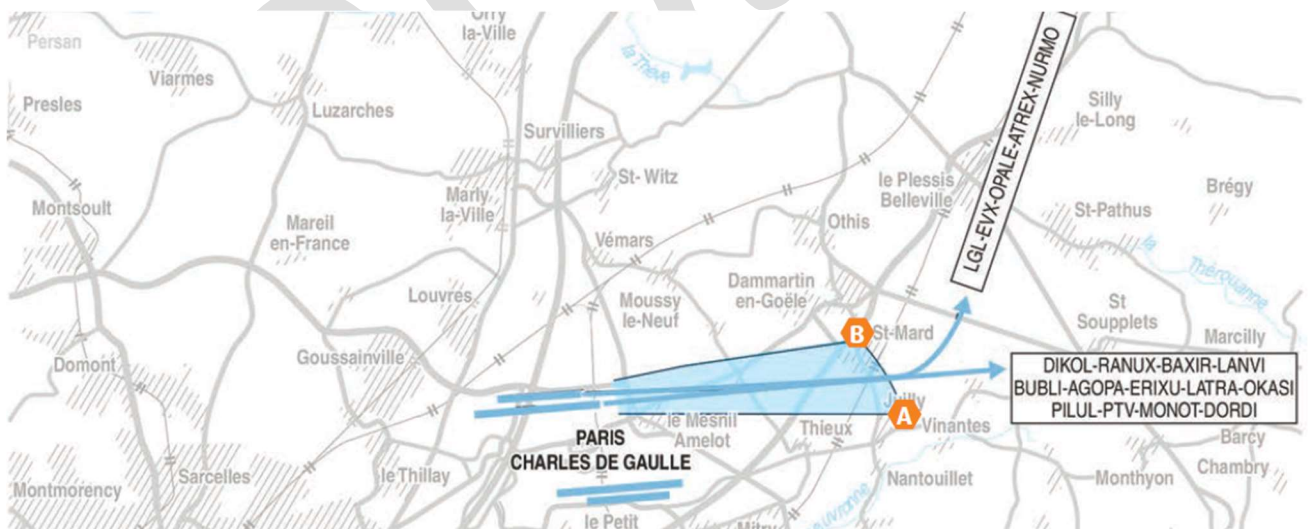 Orry
la-Ville
Persan
Viarmes
la Thève
Presles
Luzarches
Survilliers
Silly
le-Long
LGL-EVX-OPALE-ATREX-NURMO
St-Witz
le Plessis
Belleville
Brégy
Montsoult
Marly
la-Ville
Mareil
en-France
Othis
St-Pathus
Vémars
la
Thérouanne
Dammartin
en-Goële
Louvres
Moussy
le-Neuf
St
Soupplets
B
St-Mard
Marcilly
Domont
Goussainville
DIKOL-RANUX-BAXIR-LANVI
BUBLI-AGOPA-ERIXU-LATRA-OKASI
PILUL-PTV-MONOT-DORDI
Juilly
A
le Mesnil
Amelot
Thieux
Vinantes
PARIS
CHARLES DE GAULLE
Barcy
Chambry
Sarcelles
le Thillay
Nantouillet
Monthyon
Montmorency
le Petit
Mitry